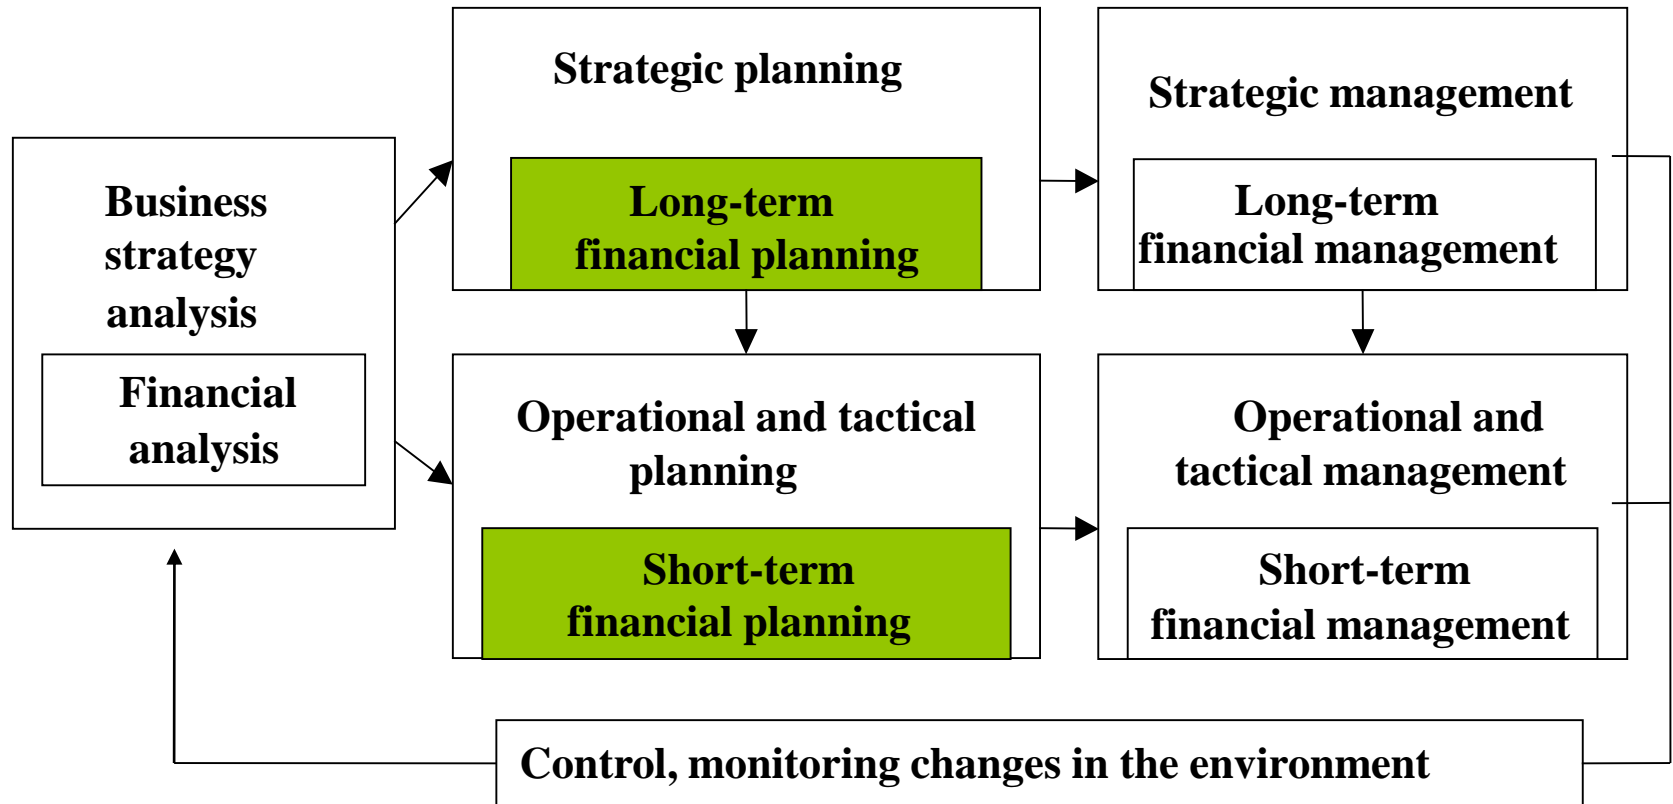 Strategic planning
Long-term
financial planning
Strategic management
Long-term
financial management
Business
strategy
analysis
Financial
analysis
Operational and tactical
planning
Short-term
financial planning
Operational and
tactical management
Short-term
financial management
Control, monitoring changes in the environment